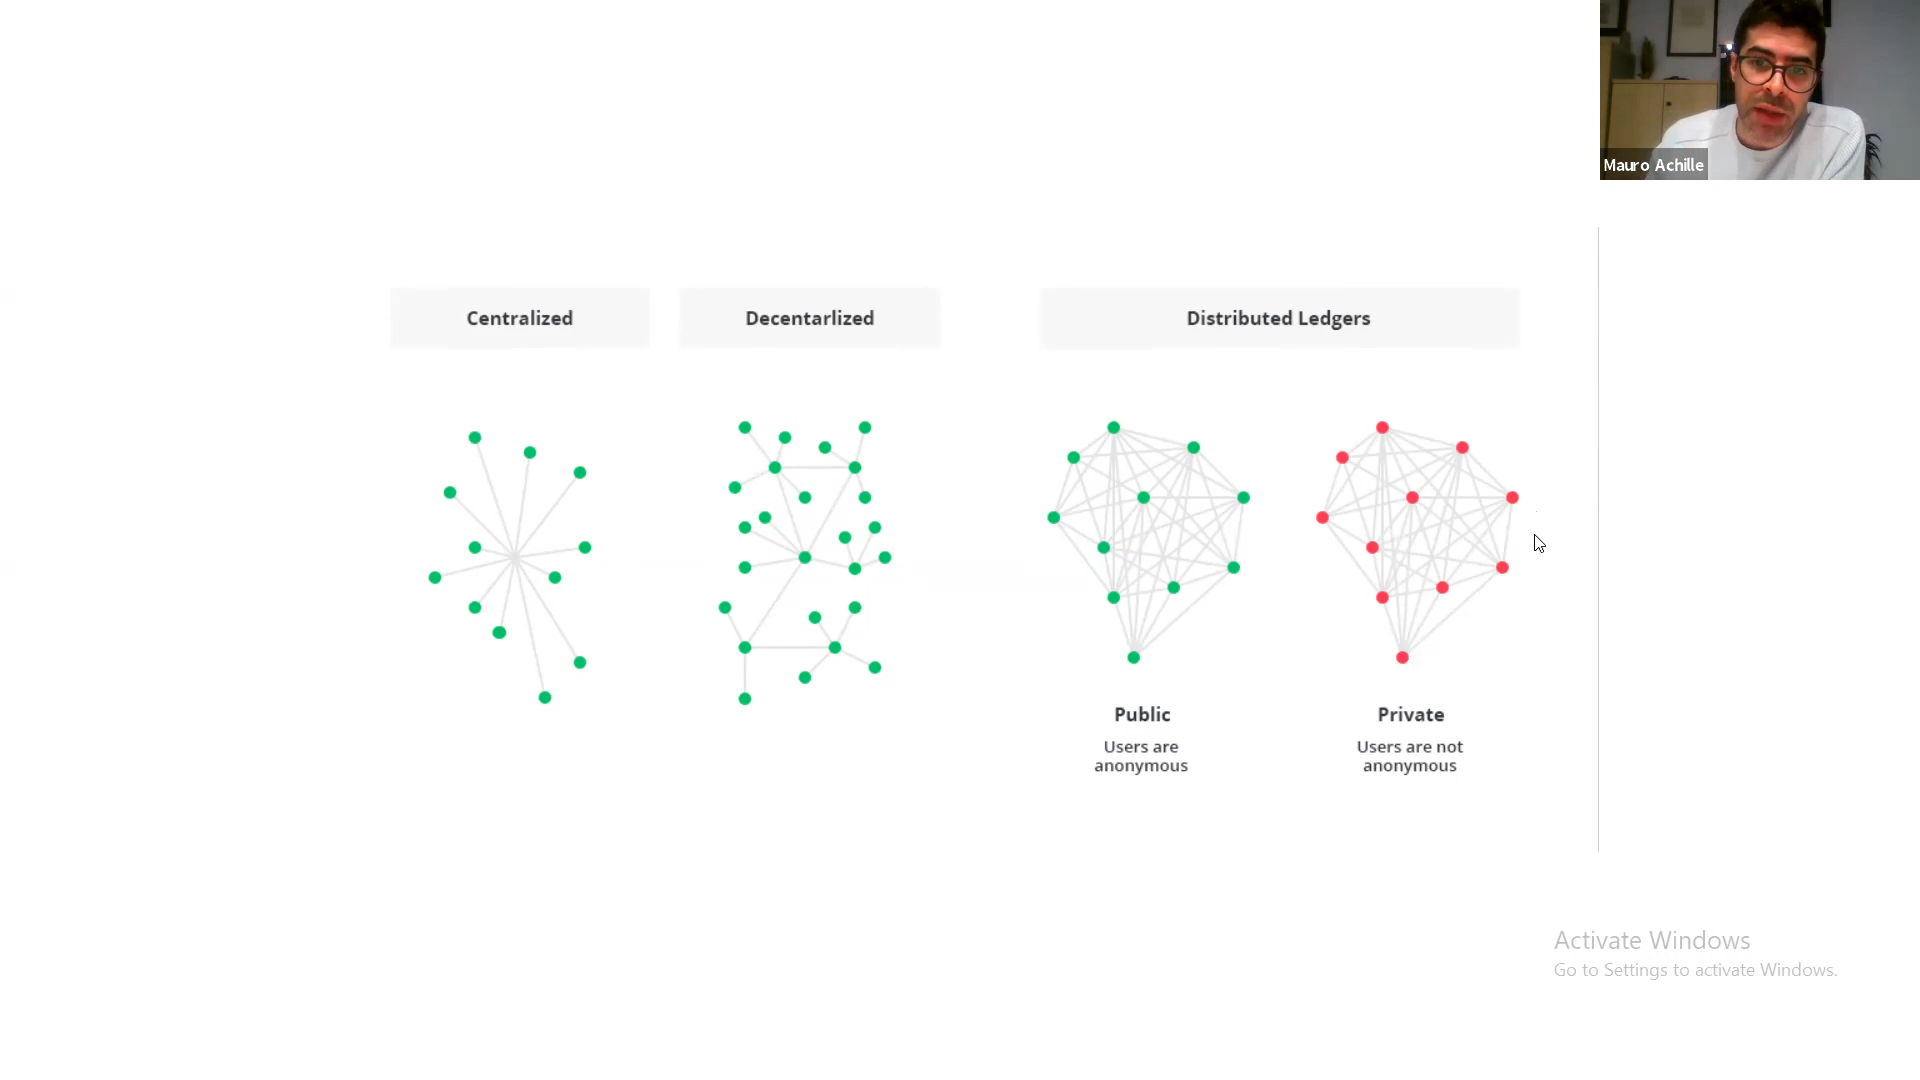 Mauro Achille
Centralized
Decentarlized
Distributed Ledgers
Public
Users are
anonymous
Private
Users are not
anonymous
Activate Windows
Go to Settings to activate Windows.